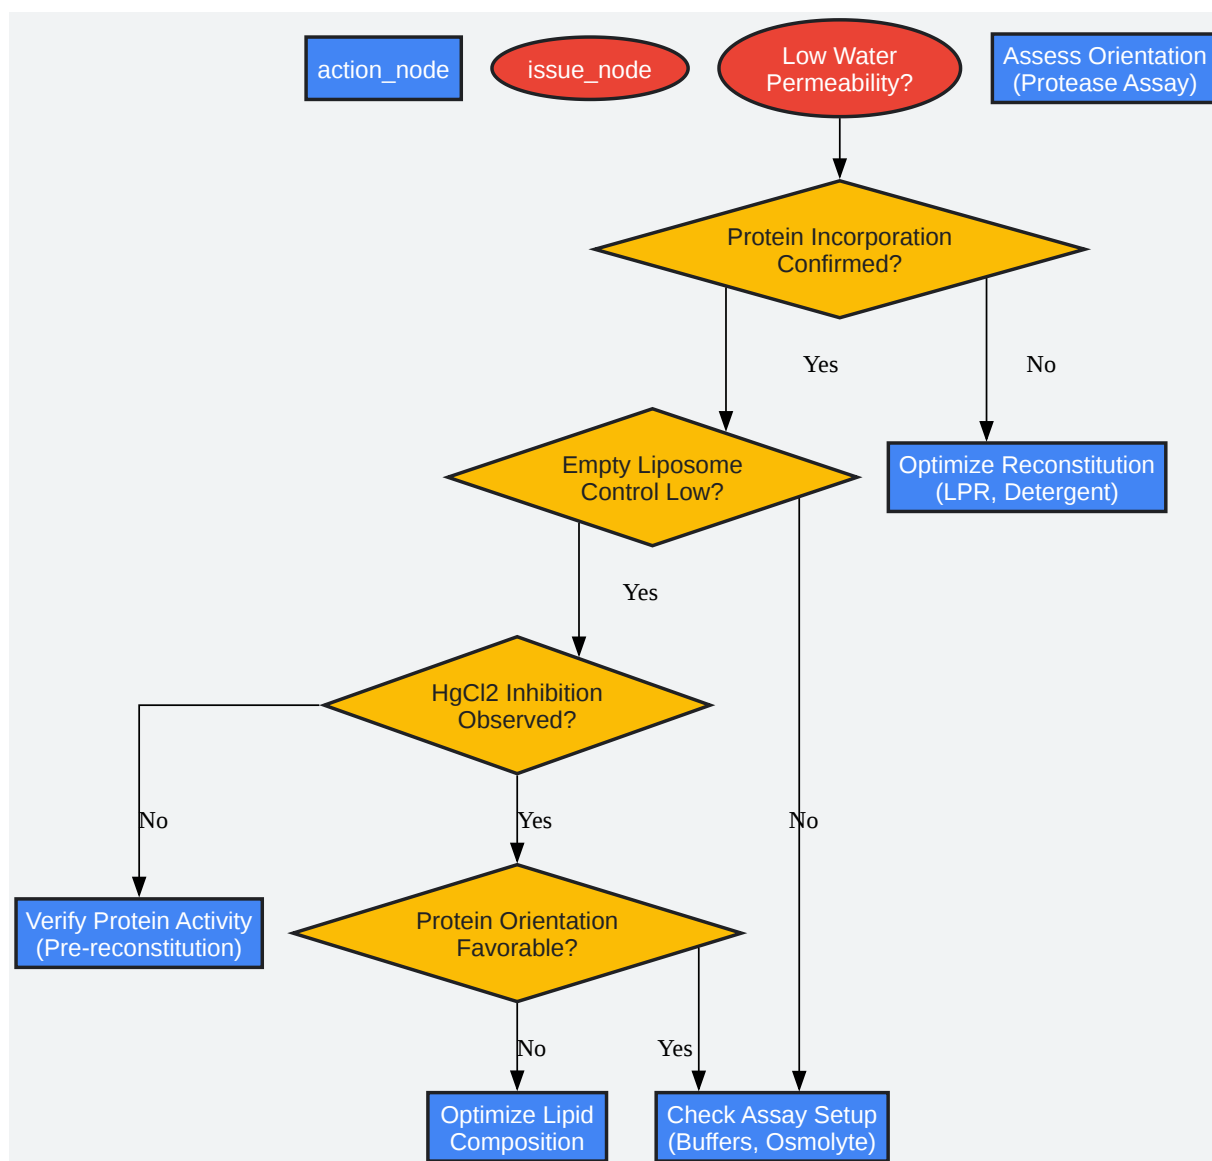 action_node
issue_node
Low Water
Permeability?
Assess Orientation
(Protease Assay)
Protein Incorporation
Confirmed?
Yes
No
Empty Liposome
Control Low?
Optimize Reconstitution
(LPR, Detergent)
Yes
HgCl2 Inhibition
Observed?
No
Yes
No
Verify Protein Activity
(Pre-reconstitution)
Protein Orientation
Favorable?
No
Yes
Optimize Lipid
Composition
Check Assay Setup
(Buffers, Osmolyte)